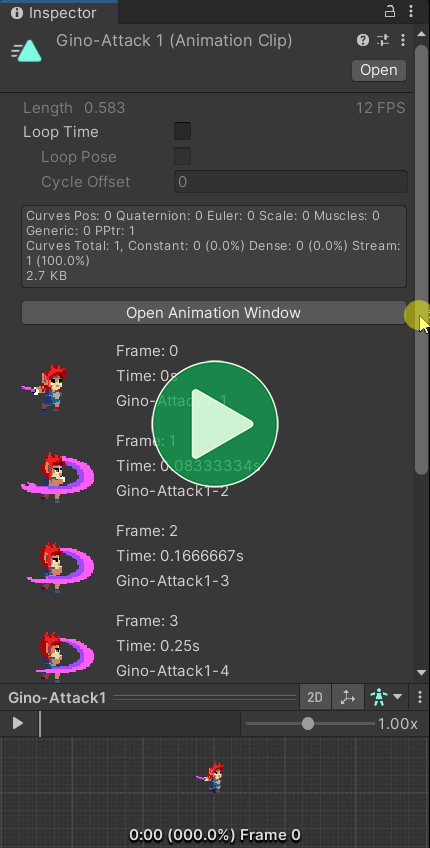 Inspector
Gino-Attack 1 (Animation Clip)
Open
Length 0.583 12 FPS
Loop Time
Loop Pose
Cycle Offset 0
Curves Pos: 0 Quaternion: 0 Euler: 0 Scale: 0 Muscles: 0
Generic: 0 PPtr: 1
Curves Total: 1, Constant: 0 (0.0%) Dense: 0 (0.0%) Stream:
1 (100.0%)
2.7 KB
Open Animation Window
Frame: 0
Time: 0s
Gino-Attack1-1
Frame: 1
Time: 0.08333334s
Gino-Attack1-2
Frame: 2
Time: 0.1666667s
Gino-Attack1-3
Frame: 3
Time: 0.25s
Gino-Attack1-4
Gino-Attack1 2D
1.00x
0:00 (000.0%) Frame 0